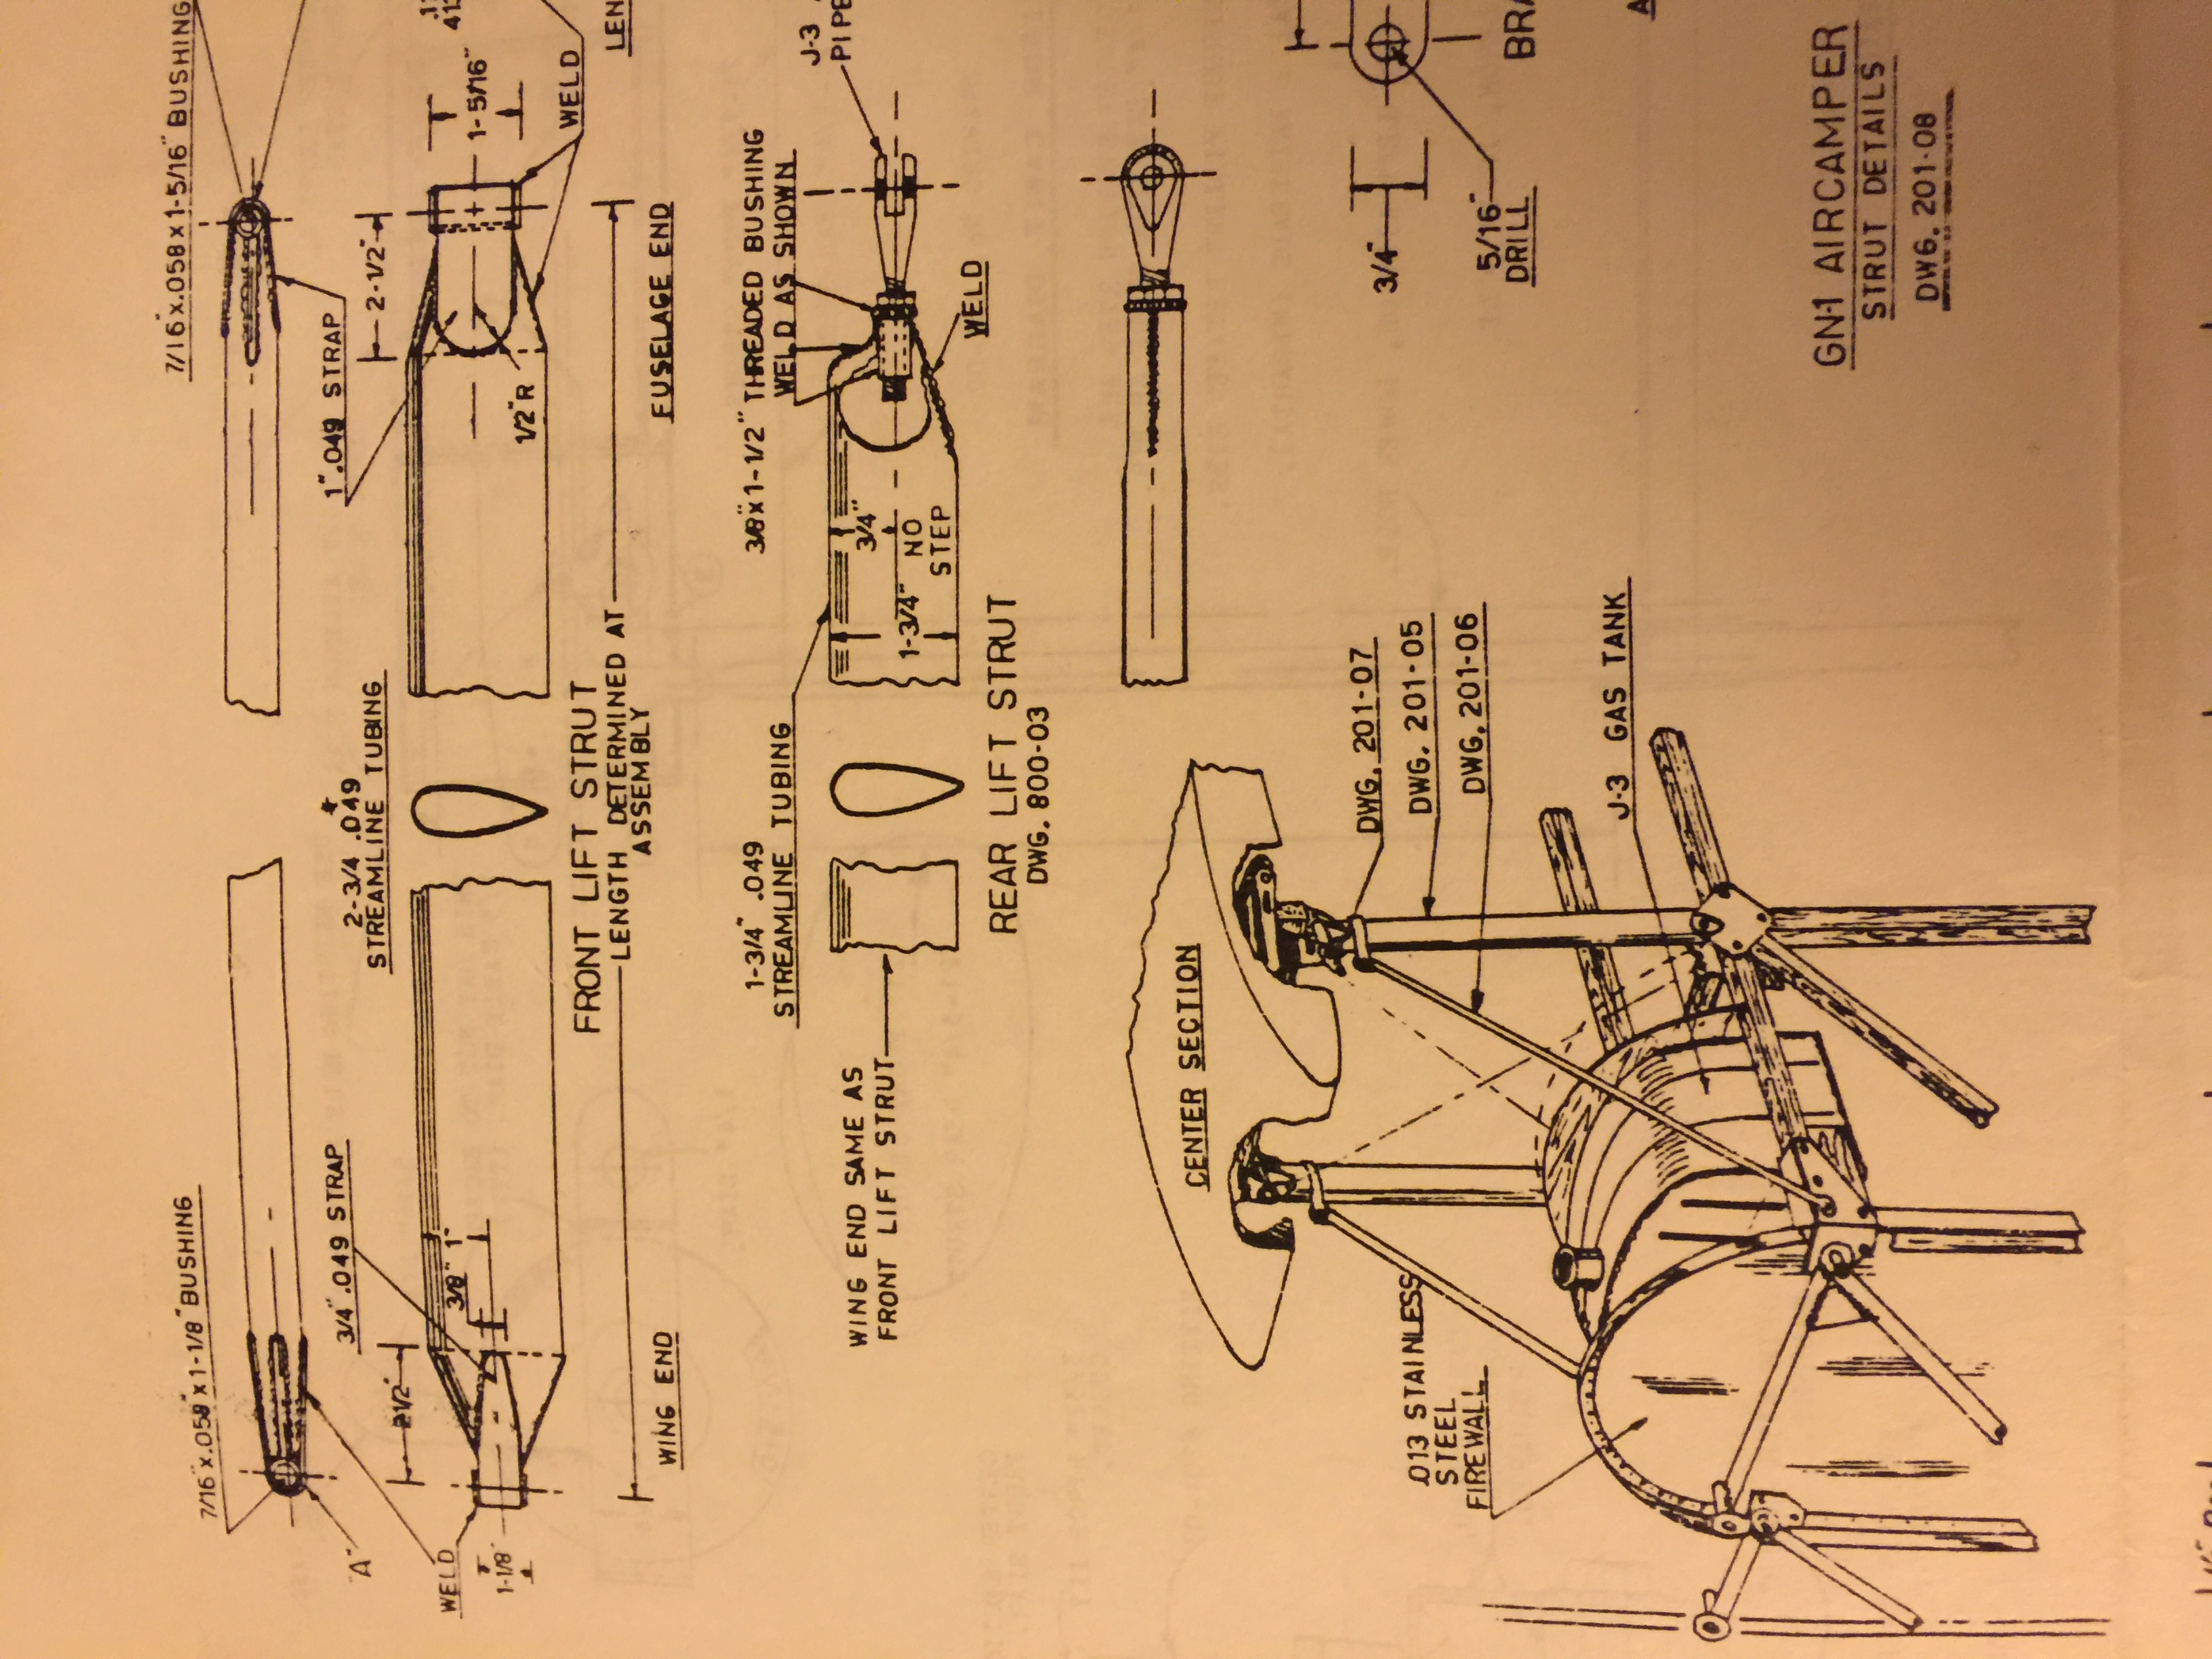 7/16"x.058"x1-1/8" BUSHING
7/16"x.058x1-5/16" BUSHING
"A"
3/4" .049 STRAP
2-3/4 .049
STREAMLINE TUBING
1" .049 STRAP
2 1/2"
2-1/2"
WELD
3/8" 1"
1-1/8"
1-5/16"
1/2"R
WELD
FRONT LIFT STRUT
LENGTH DETERMINED AT
ASSEMBLY
LEN
WING END
FUSELAGE END
1-3/4" .049
STREAMLINE TUBING
3/8"x1-1/2" THREADED BUSHING
WELD AS SHOWN
J-3
PIPE
WING END SAME AS
FRONT LIFT STRUT
3/4"
1-3/4"
NO
STEP
WELD
REAR LIFT STRUT
DWG. 800-03
CENTER SECTION
DWG. 201-07
DWG. 201-05
DWG. 201-06
.013 STAINLESS
STEEL
FIREWALL
3/4"
5/16"
DRILL
BRA
J-3 GAS TANK
GN-1 AIRCAMPER
STRUT DETAILS
DWG. 201-08